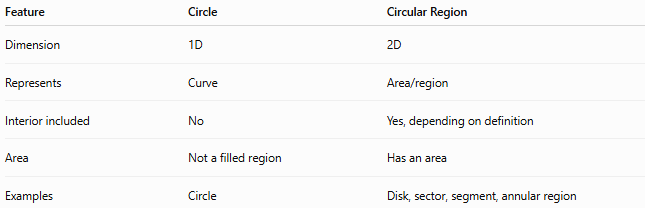 Feature Circle Circular Region
Dimension 1D 2D
Represents Curve Area/region
Interior included No Yes, depending on definition
Area Not a filled region Has an area
Examples Circle Disk, sector, segment, annular region